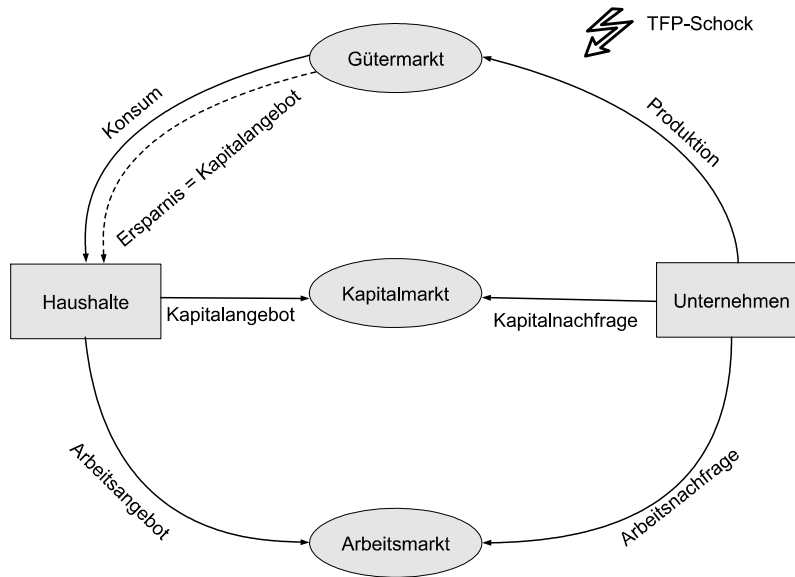 TFP-Schock
Gütermarkt
Konsum
Ersparnis = Kapitalangebot
Produktion
Haushalte
Kapitalmarkt
Unternehmen
Kapitalangebot
Kapitalnachfrage
Arbeitsangebot
Arbeitsnachfrage
Arbeitsmarkt